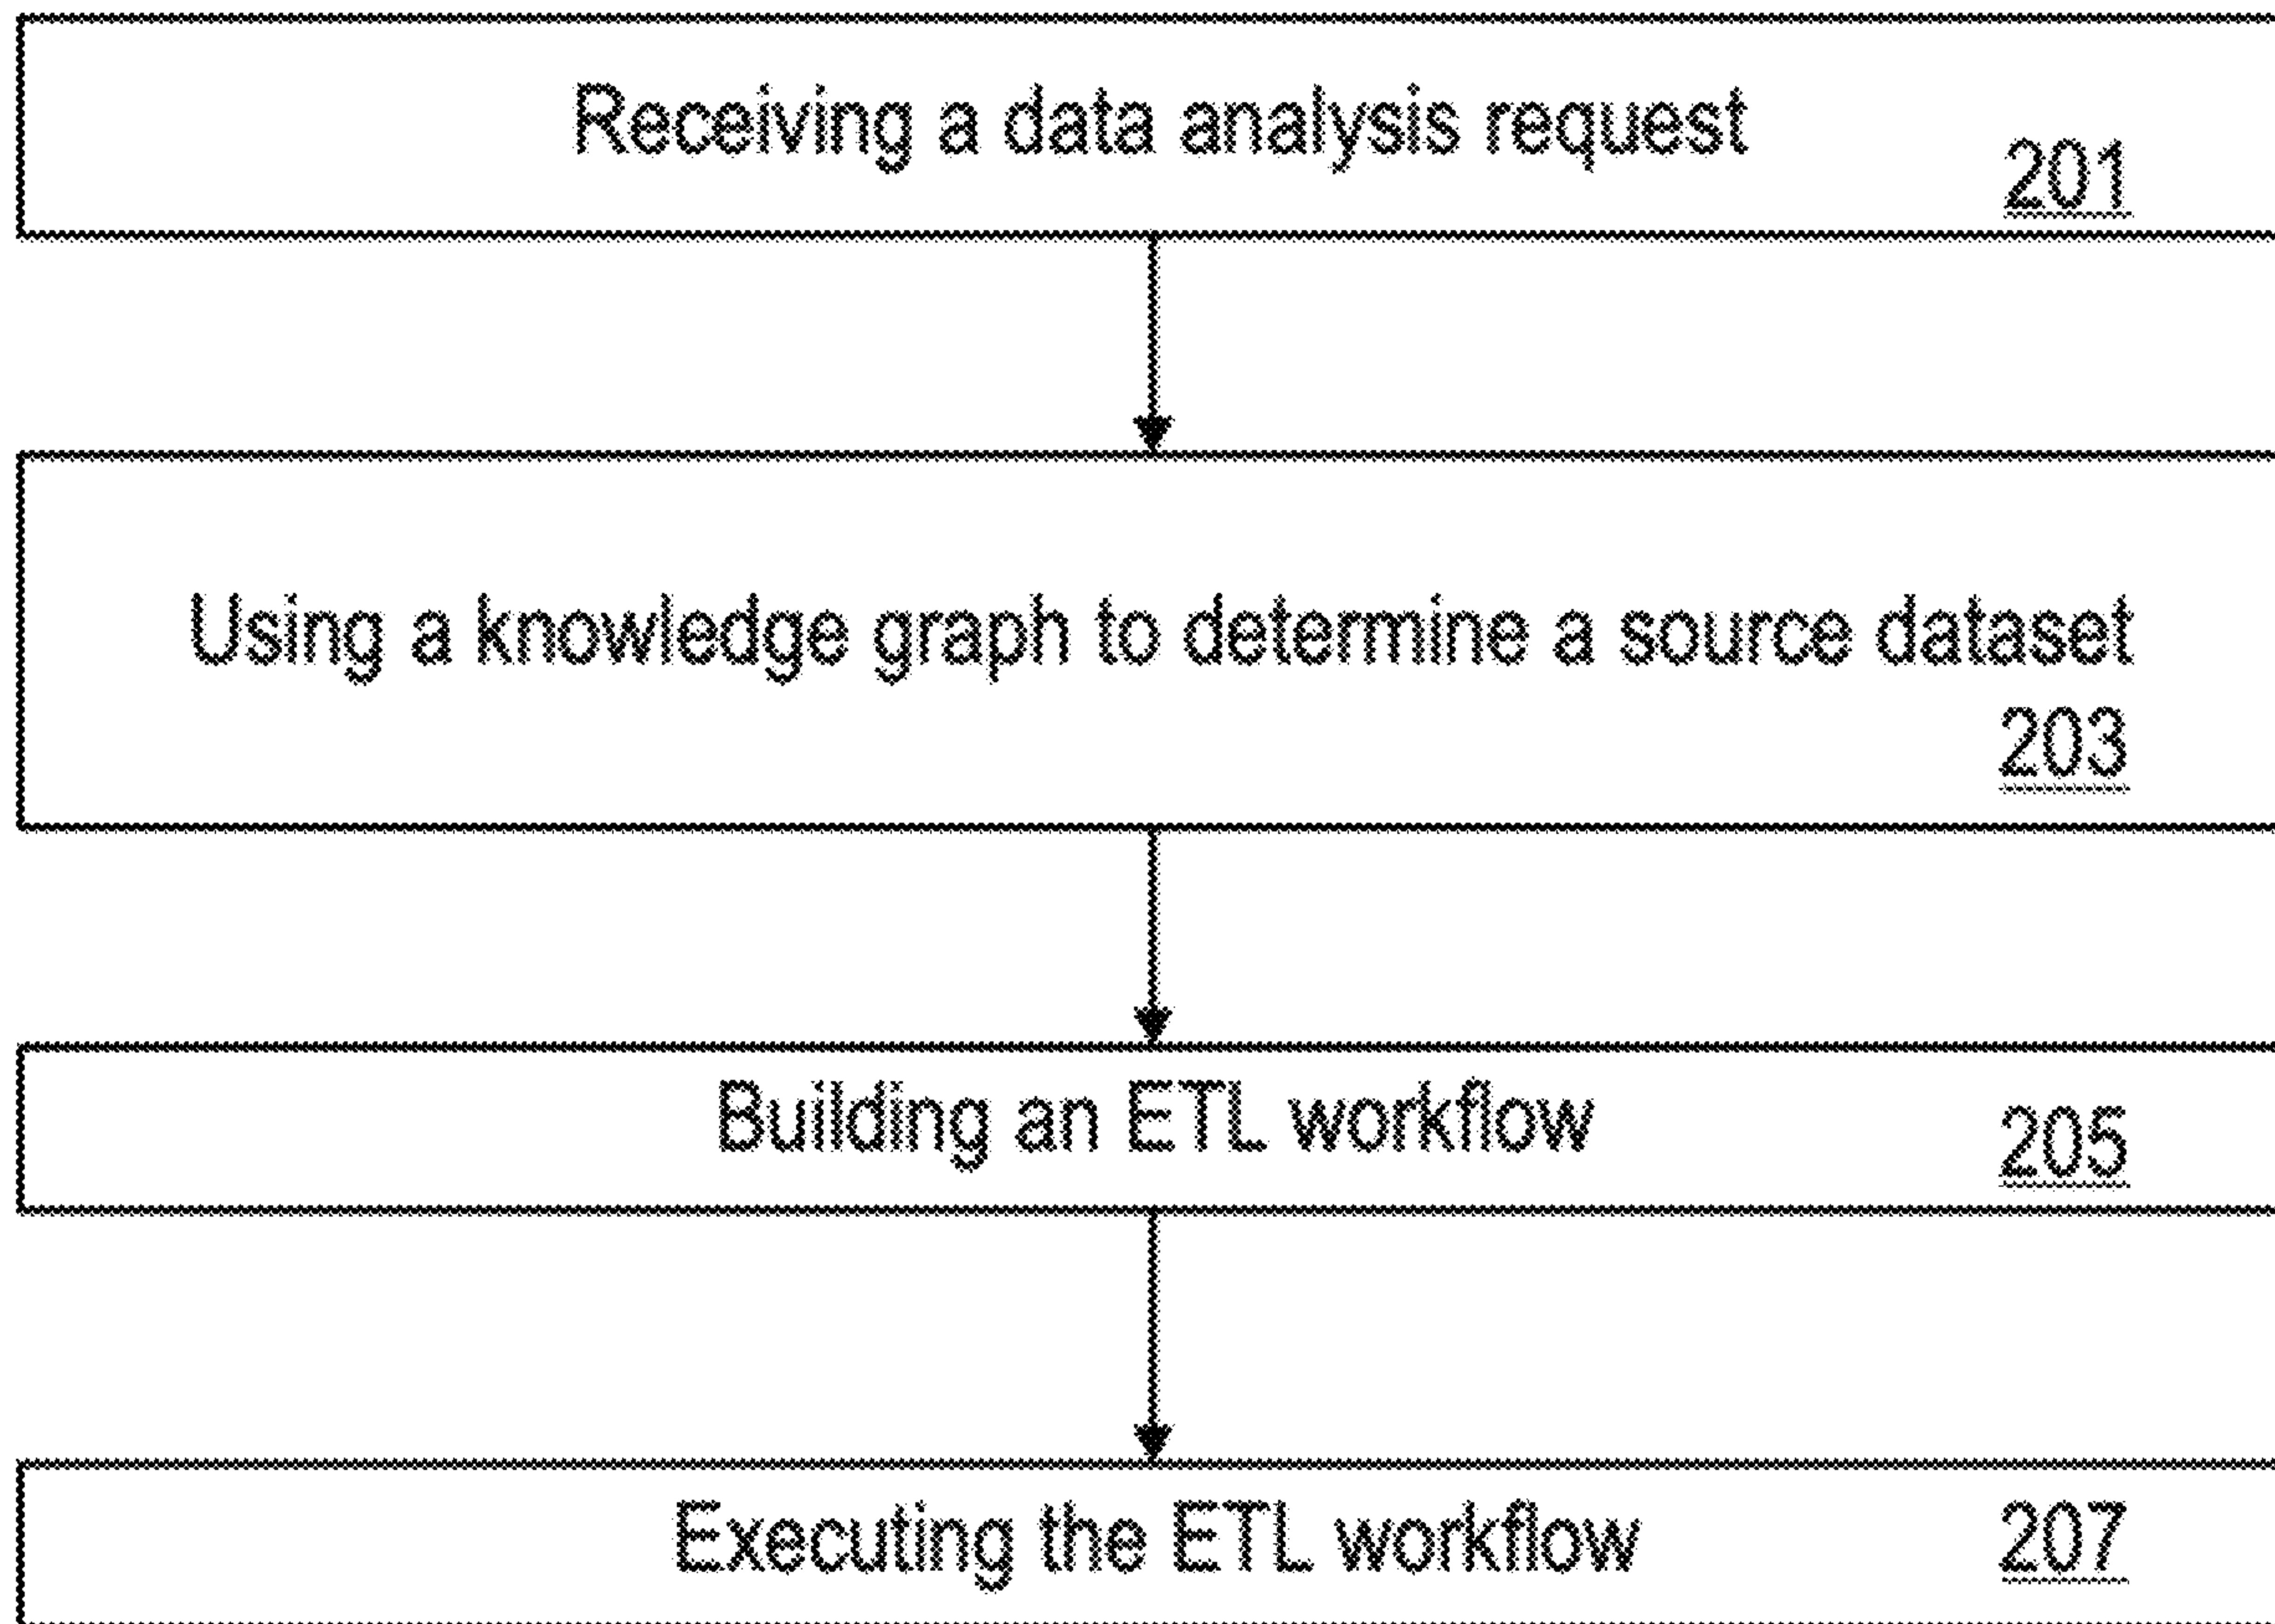 Receiving a data analysis request
201
Using a knowledge graph to determine a source dataset
203
Building an ETL workflow
205
Executing the ETL workflow
207